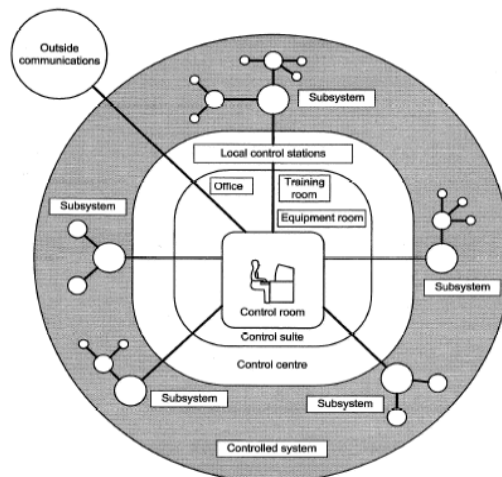 Outside
communications
Subsystem
Local control stations
Office
Training
room
Equipment room
Subsystem
Subsystem
Control room
Control suite
Control centre
Subsystem
Subsystem
Controlled system